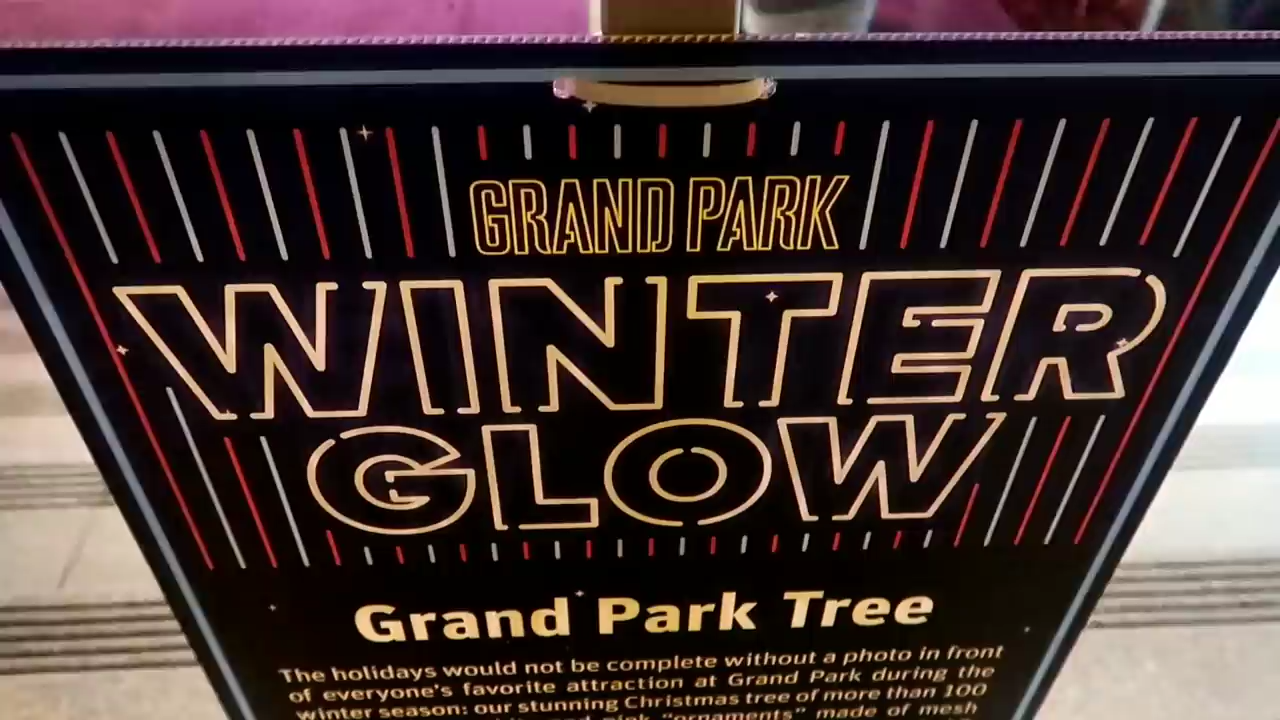 GRAND PARK
WINTER
GLOW
Grand Park Tree
The holidays would not be complete without a photo in front
of everyone's favorite attraction at Grand Park during the
winter season: our stunning Christmas tree of more than 100
and pink "ornaments" made of mesh